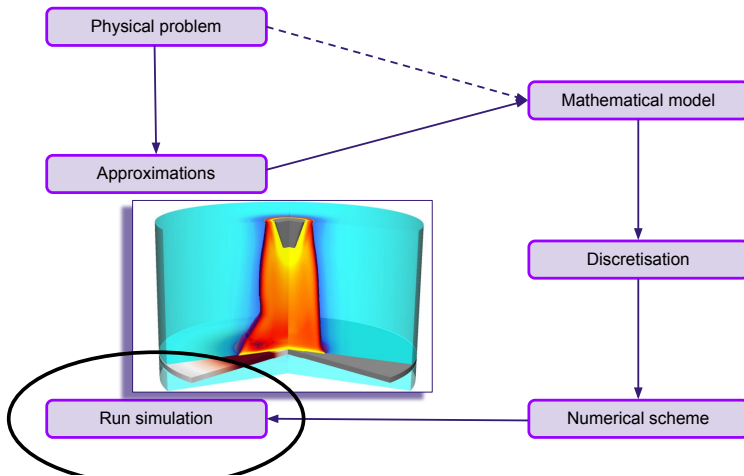 Physical problem
Mathematical model
Approximations
Discretisation
Run simulation
Numerical scheme